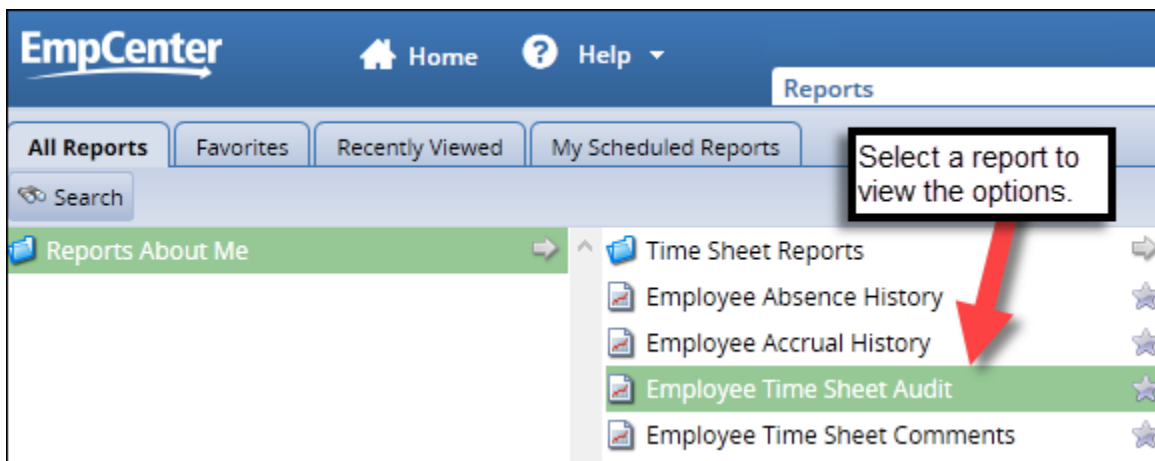 EmpCenter
Home
? Help
Reports
All Reports
Favorites
Recently Viewed
My Scheduled Reports
Select a report to
view the options.
Search
Reports About Me
Time Sheet Reports
Employee Absence History
Employee Accrual History
Employee Time Sheet Audit
Employee Time Sheet Comments